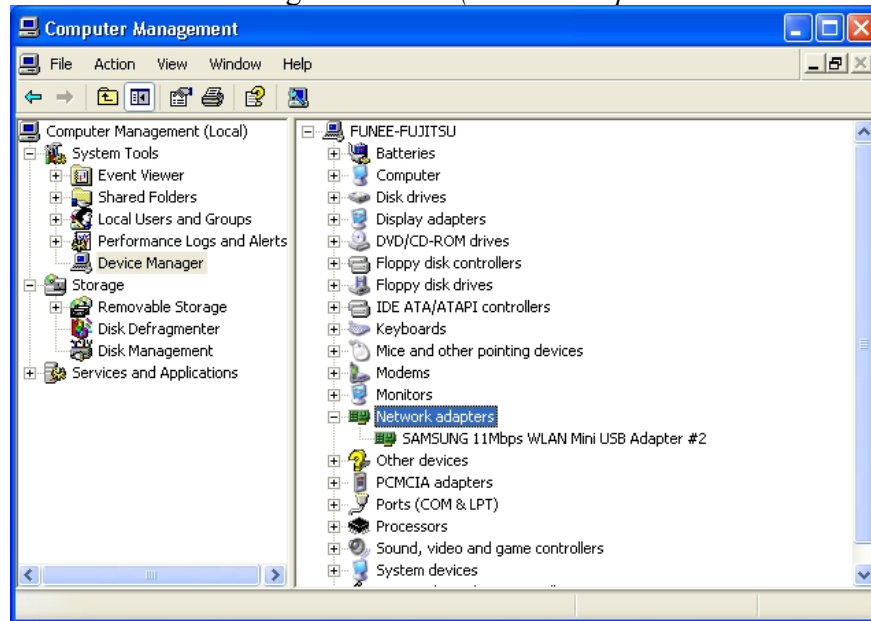 Computer Management
File Action View Window Help
Computer Management (Local)
System Tools
Event Viewer
Shared Folders
Local Users and Groups
Performance Logs and Alerts
Device Manager
Storage
Removable Storage
Disk Defragmenter
Disk Management
Services and Applications
FUNEE-FUJITSU
Batteries
Computer
Disk drives
Display adapters
DVD/CD-ROM drives
Floppy disk controllers
Floppy disk drives
IDE ATA/ATAPI controllers
Keyboards
Mice and other pointing devices
Modems
Monitors
Network adapters
SAMSUNG 11Mbps WLAN Mini USB Adapter #2
Other devices
PCMCIA adapters
Ports (COM & LPT)
Processors
Sound, video and game controllers
System devices